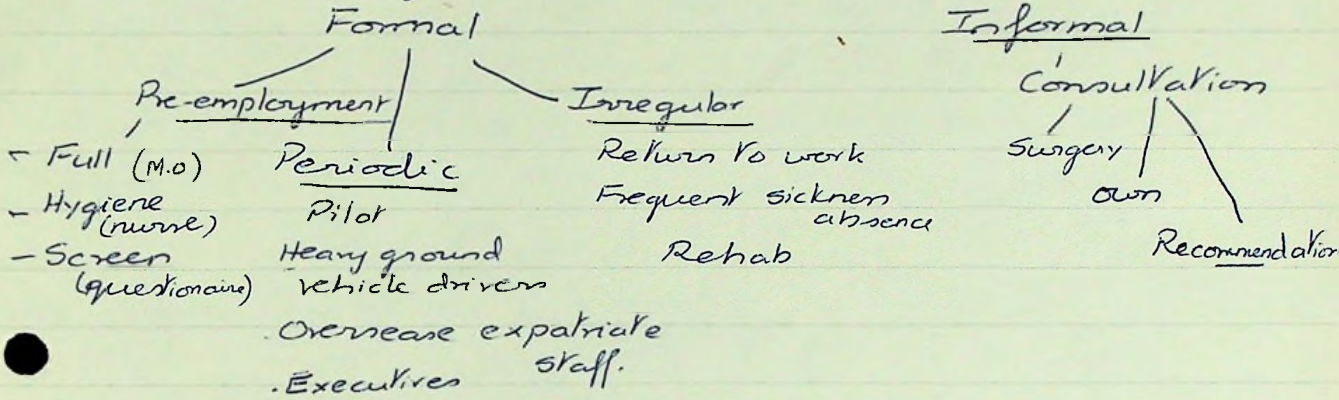 Formal
Pre-employment
- Full (M.O)
- Hygiene
(nurse)
- Screen
(questionaire)
Periodic
Pilot
Heavy ground
vehicle drivers
. Oversease expatriate
staff.
. Executives
Irregular
Return to work
Frequent sickness
absence
Rehab
Informal
Consultation
Surgery
own
Recommendation